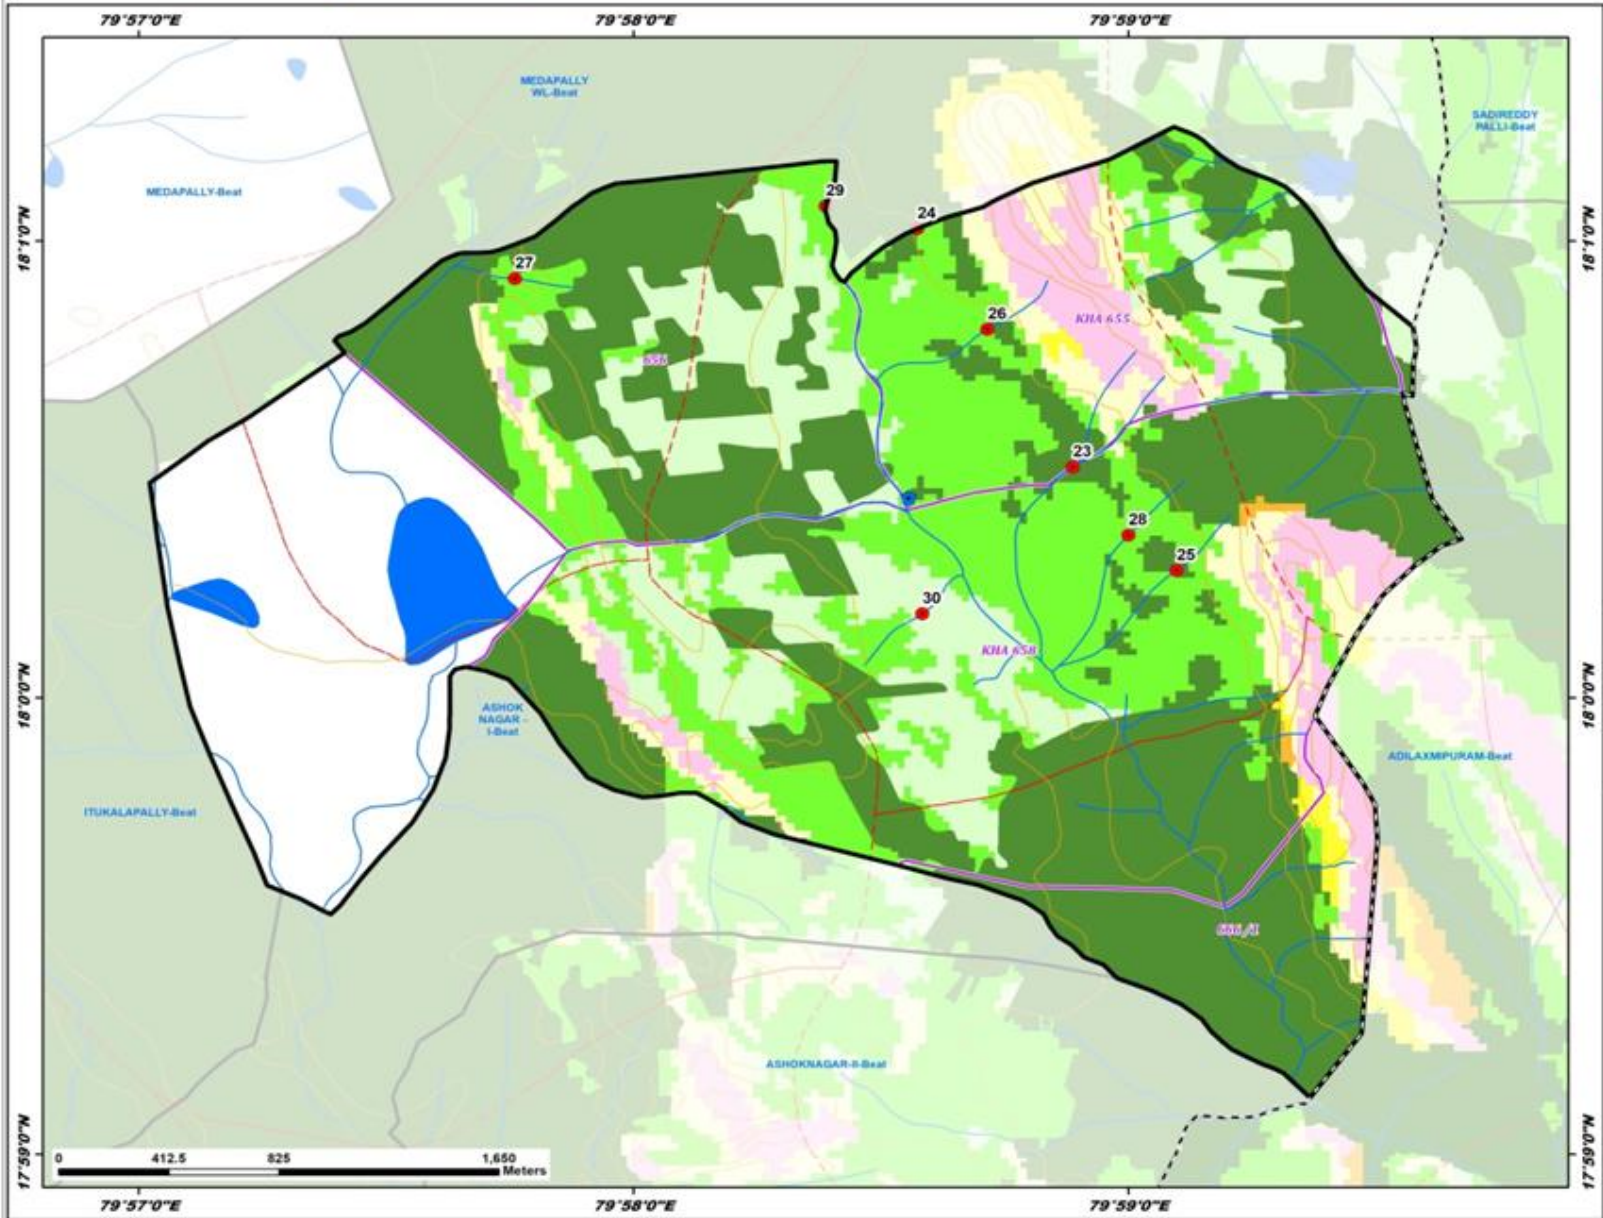 79°57'0"E
79°58'0"E
79°59'0"E
MEDAPALLY
WL-Beat
SADIREDDY
PALLI-Beat
MEDAPALLY-Beat
29
24
18°1'0"N
18°1'0"N
27
26
KHA 655
656
23
28
25
30
KHA 658
18°0'0"N
18°0'0"N
ASHOK
NAGAR -
I-Beat
ADILAXMIPURAM-Beat
ITUKALAPALLY-Beat
666/1
ASHOKNAGAR-II-Beat
17°59'0"N
17°59'0"N
0 412.5 825 1,650
Meters
79°57'0"E
79°58'0"E
79°59'0"E